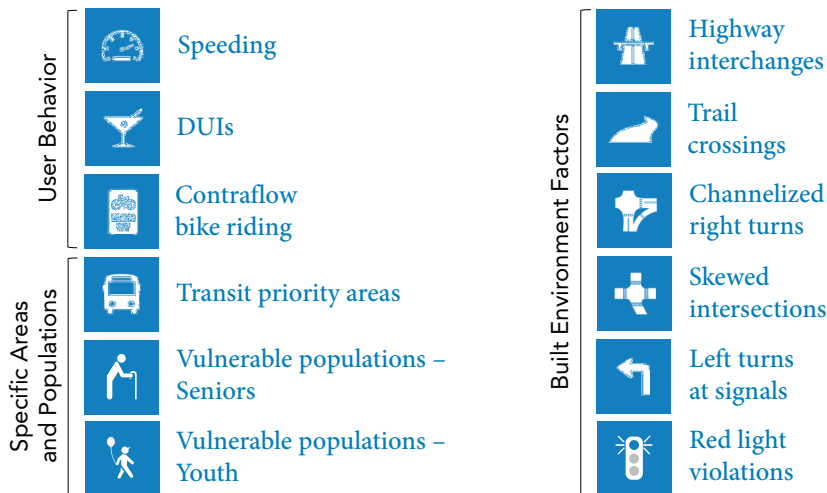 User Behavior
Speeding
DUIs
Contraflow
bike riding
Specific Areas
and Populations
Transit priority areas
Vulnerable populations –
Seniors
Vulnerable populations –
Youth
Built Environment Factors
Highway
interchanges
Trail
crossings
Channelized
right turns
Skewed
intersections
Left turns
at signals
Red light
violations